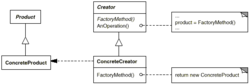 Product
Creator
FactoryMethod()
AnOperation()
...
product = FactoryMethod()
...
ConcreteProduct
ConcreteCreator
FactoryMethod()
return new ConcreteProduct